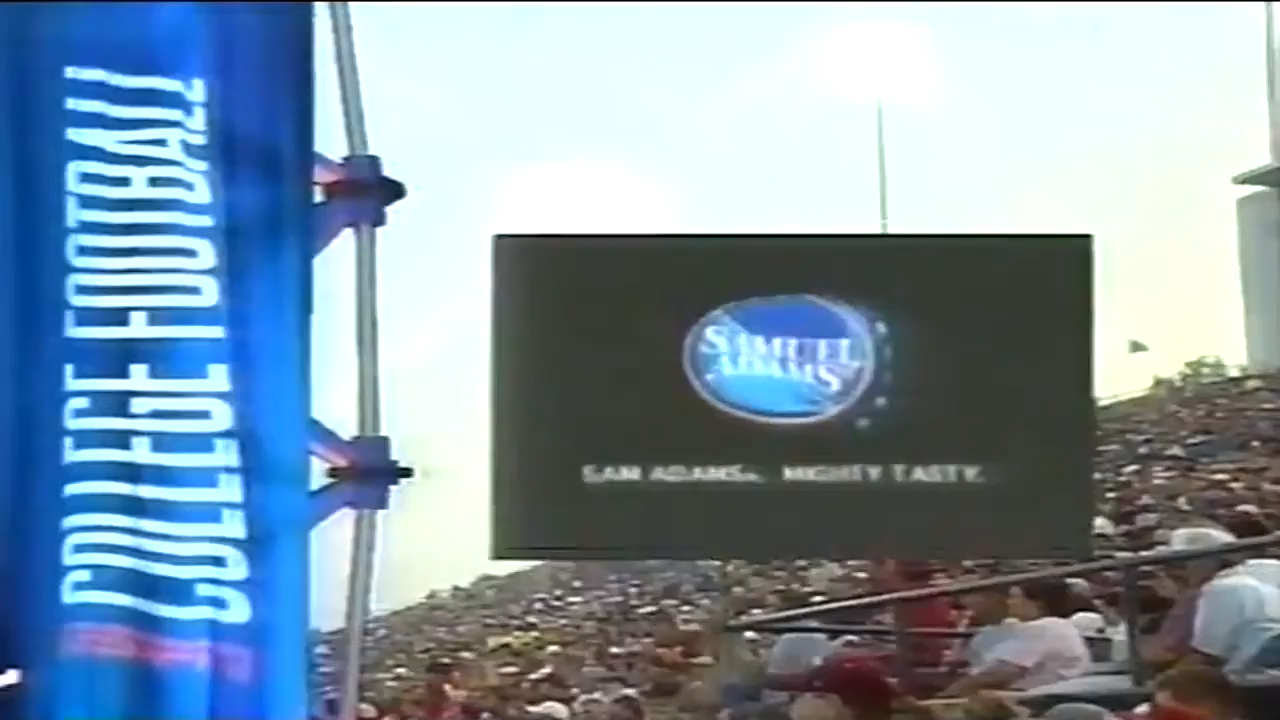 COLLEGE FOOTBALL
SAMUEL
ADAMS
SAM ADAMS. MIGHTY TASTY.